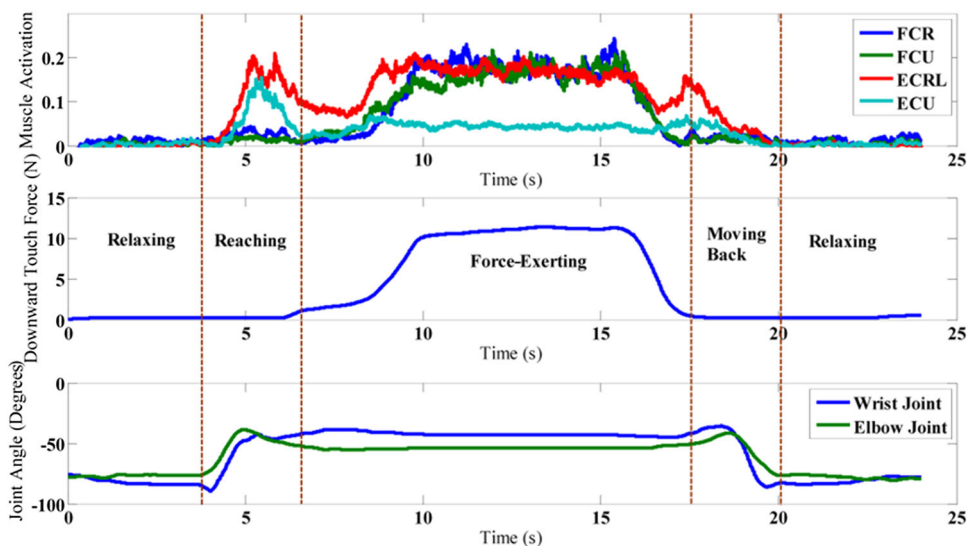 Muscle Activation
0.2
0.1
0
FCR
FCU
ECRL
ECU
0 5 10 15 20 25
Time (s)
Downward Touch Force (N)
15
10
5
0
Relaxing
Reaching
Force-Exerting
Moving
Back
Relaxing
0 5 10 15 20 25
Time (s)
Joint Angle (Degrees)
0
-50
-100
Wrist Joint
Elbow Joint
0 5 10 15 20 25
Time (s)